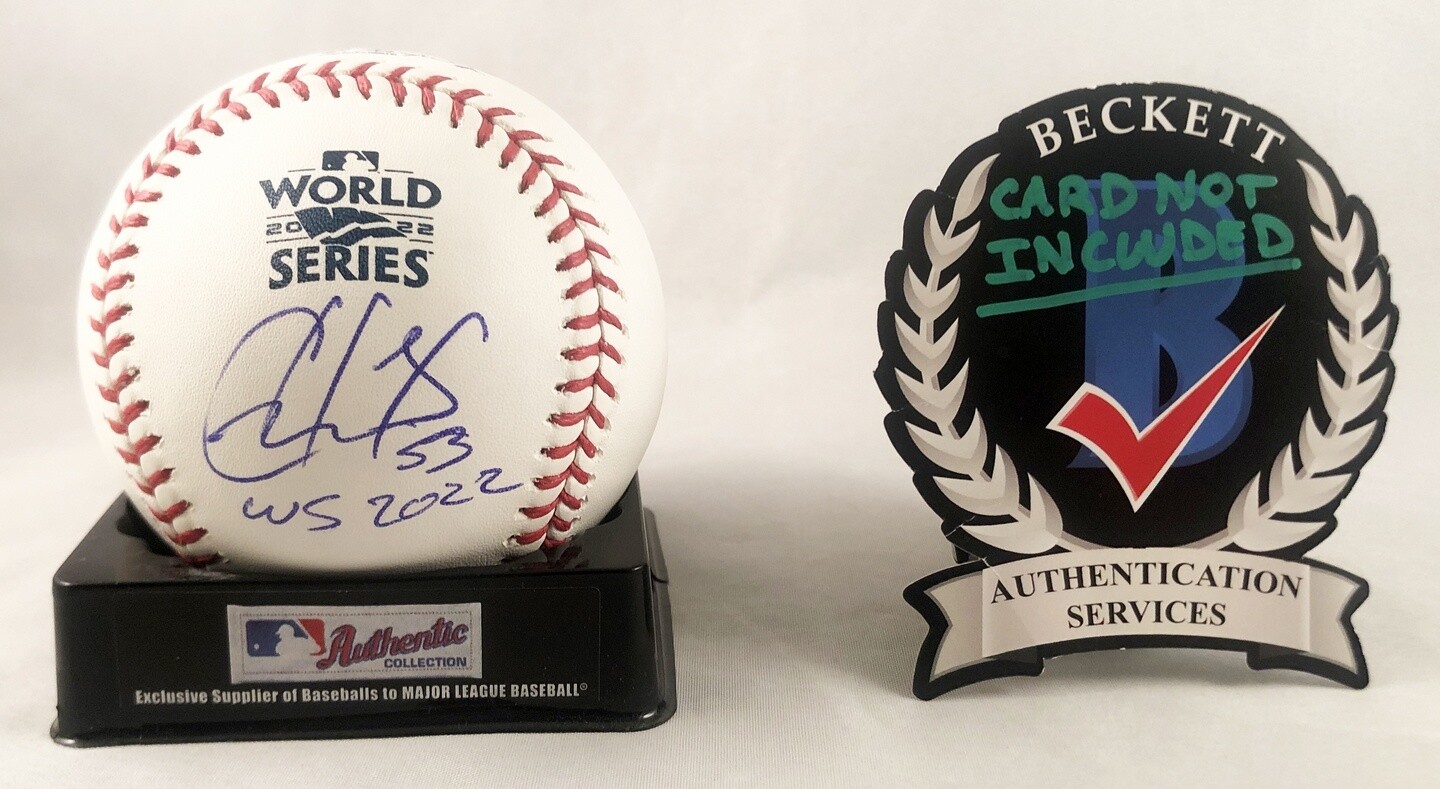 WORLD
2022
SERIES
53
WS 2022
Authentic
COLLECTION
Exclusive Supplier of Baseballs to MAJOR LEAGUE BASEBALL®
BECKETT
B
CARD NOT
INCLUDED
AUTHENTICATION
SERVICES